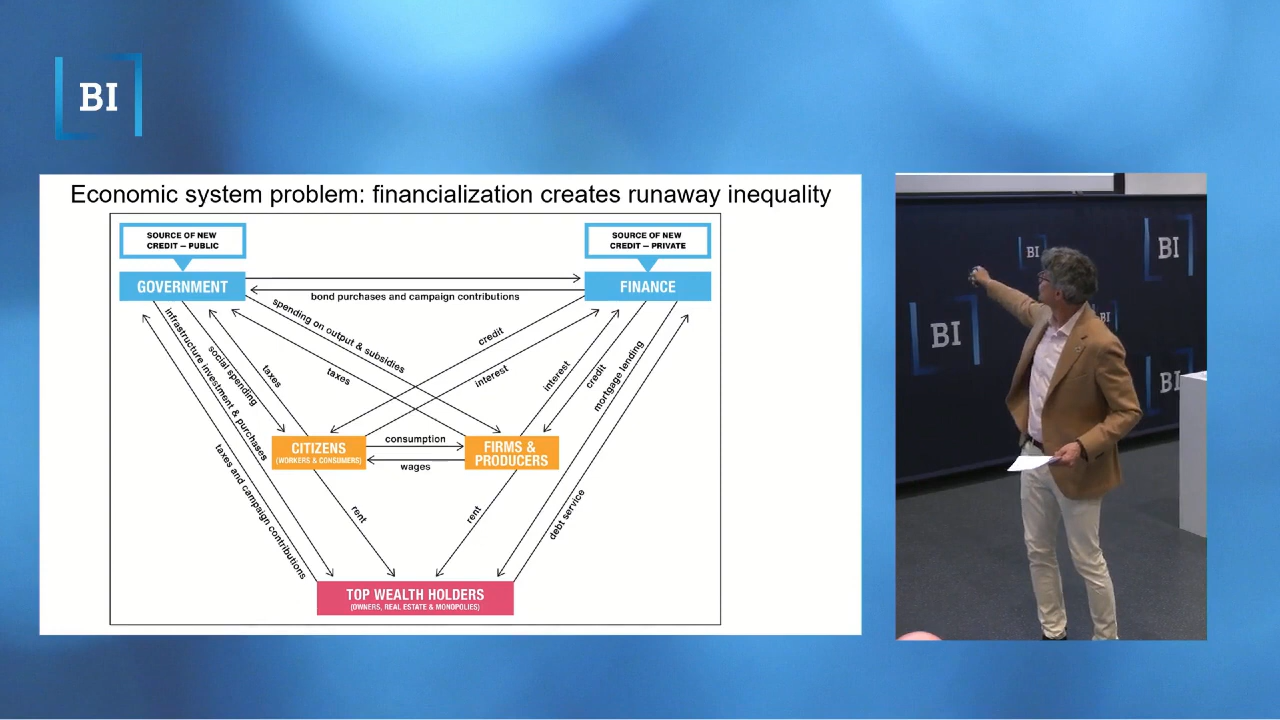 BI
Economic system problem: financialization creates runaway inequality
SOURCE OF NEW
CREDIT – PUBLIC
SOURCE OF NEW
CREDIT – PRIVATE
GOVERNMENT
FINANCE
bond purchases and campaign contributions
infrastructure investment & purchases
social spending
taxes
spending on output & subsidies
taxes
credit
interest
interest
credit
mortgage lending
CITIZENS
(WORKERS & CONSUMERS)
consumption
wages
FIRMS &
PRODUCERS
taxes and campaign contributions
rent
rent
debt service
TOP WEALTH HOLDERS
(OWNERS, REAL ESTATE & MONOPOLIES)
BI
BI
BI
BI
BI